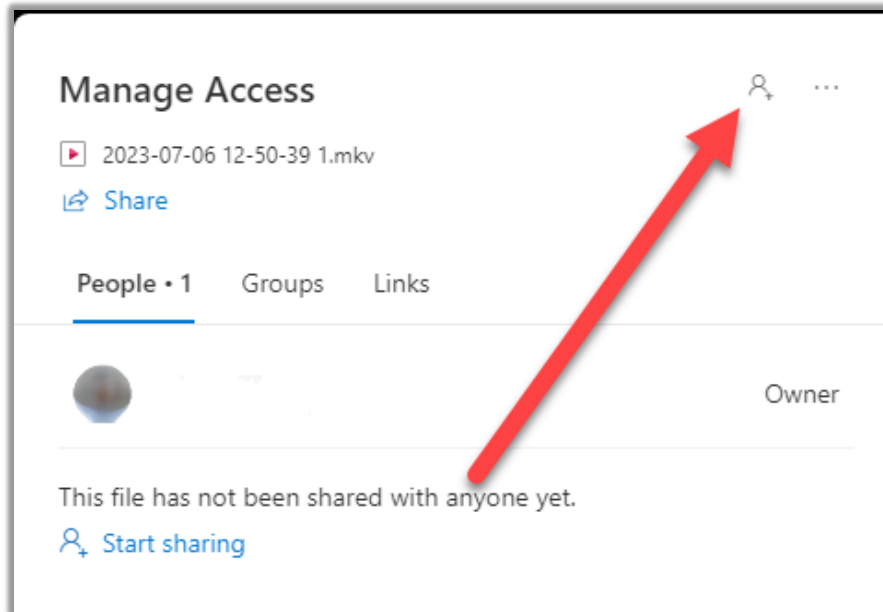 Manage Access
2023-07-06 12-50-39 1.mkv
Share
People • 1 Groups Links
Owner
This file has not been shared with anyone yet.
Start sharing